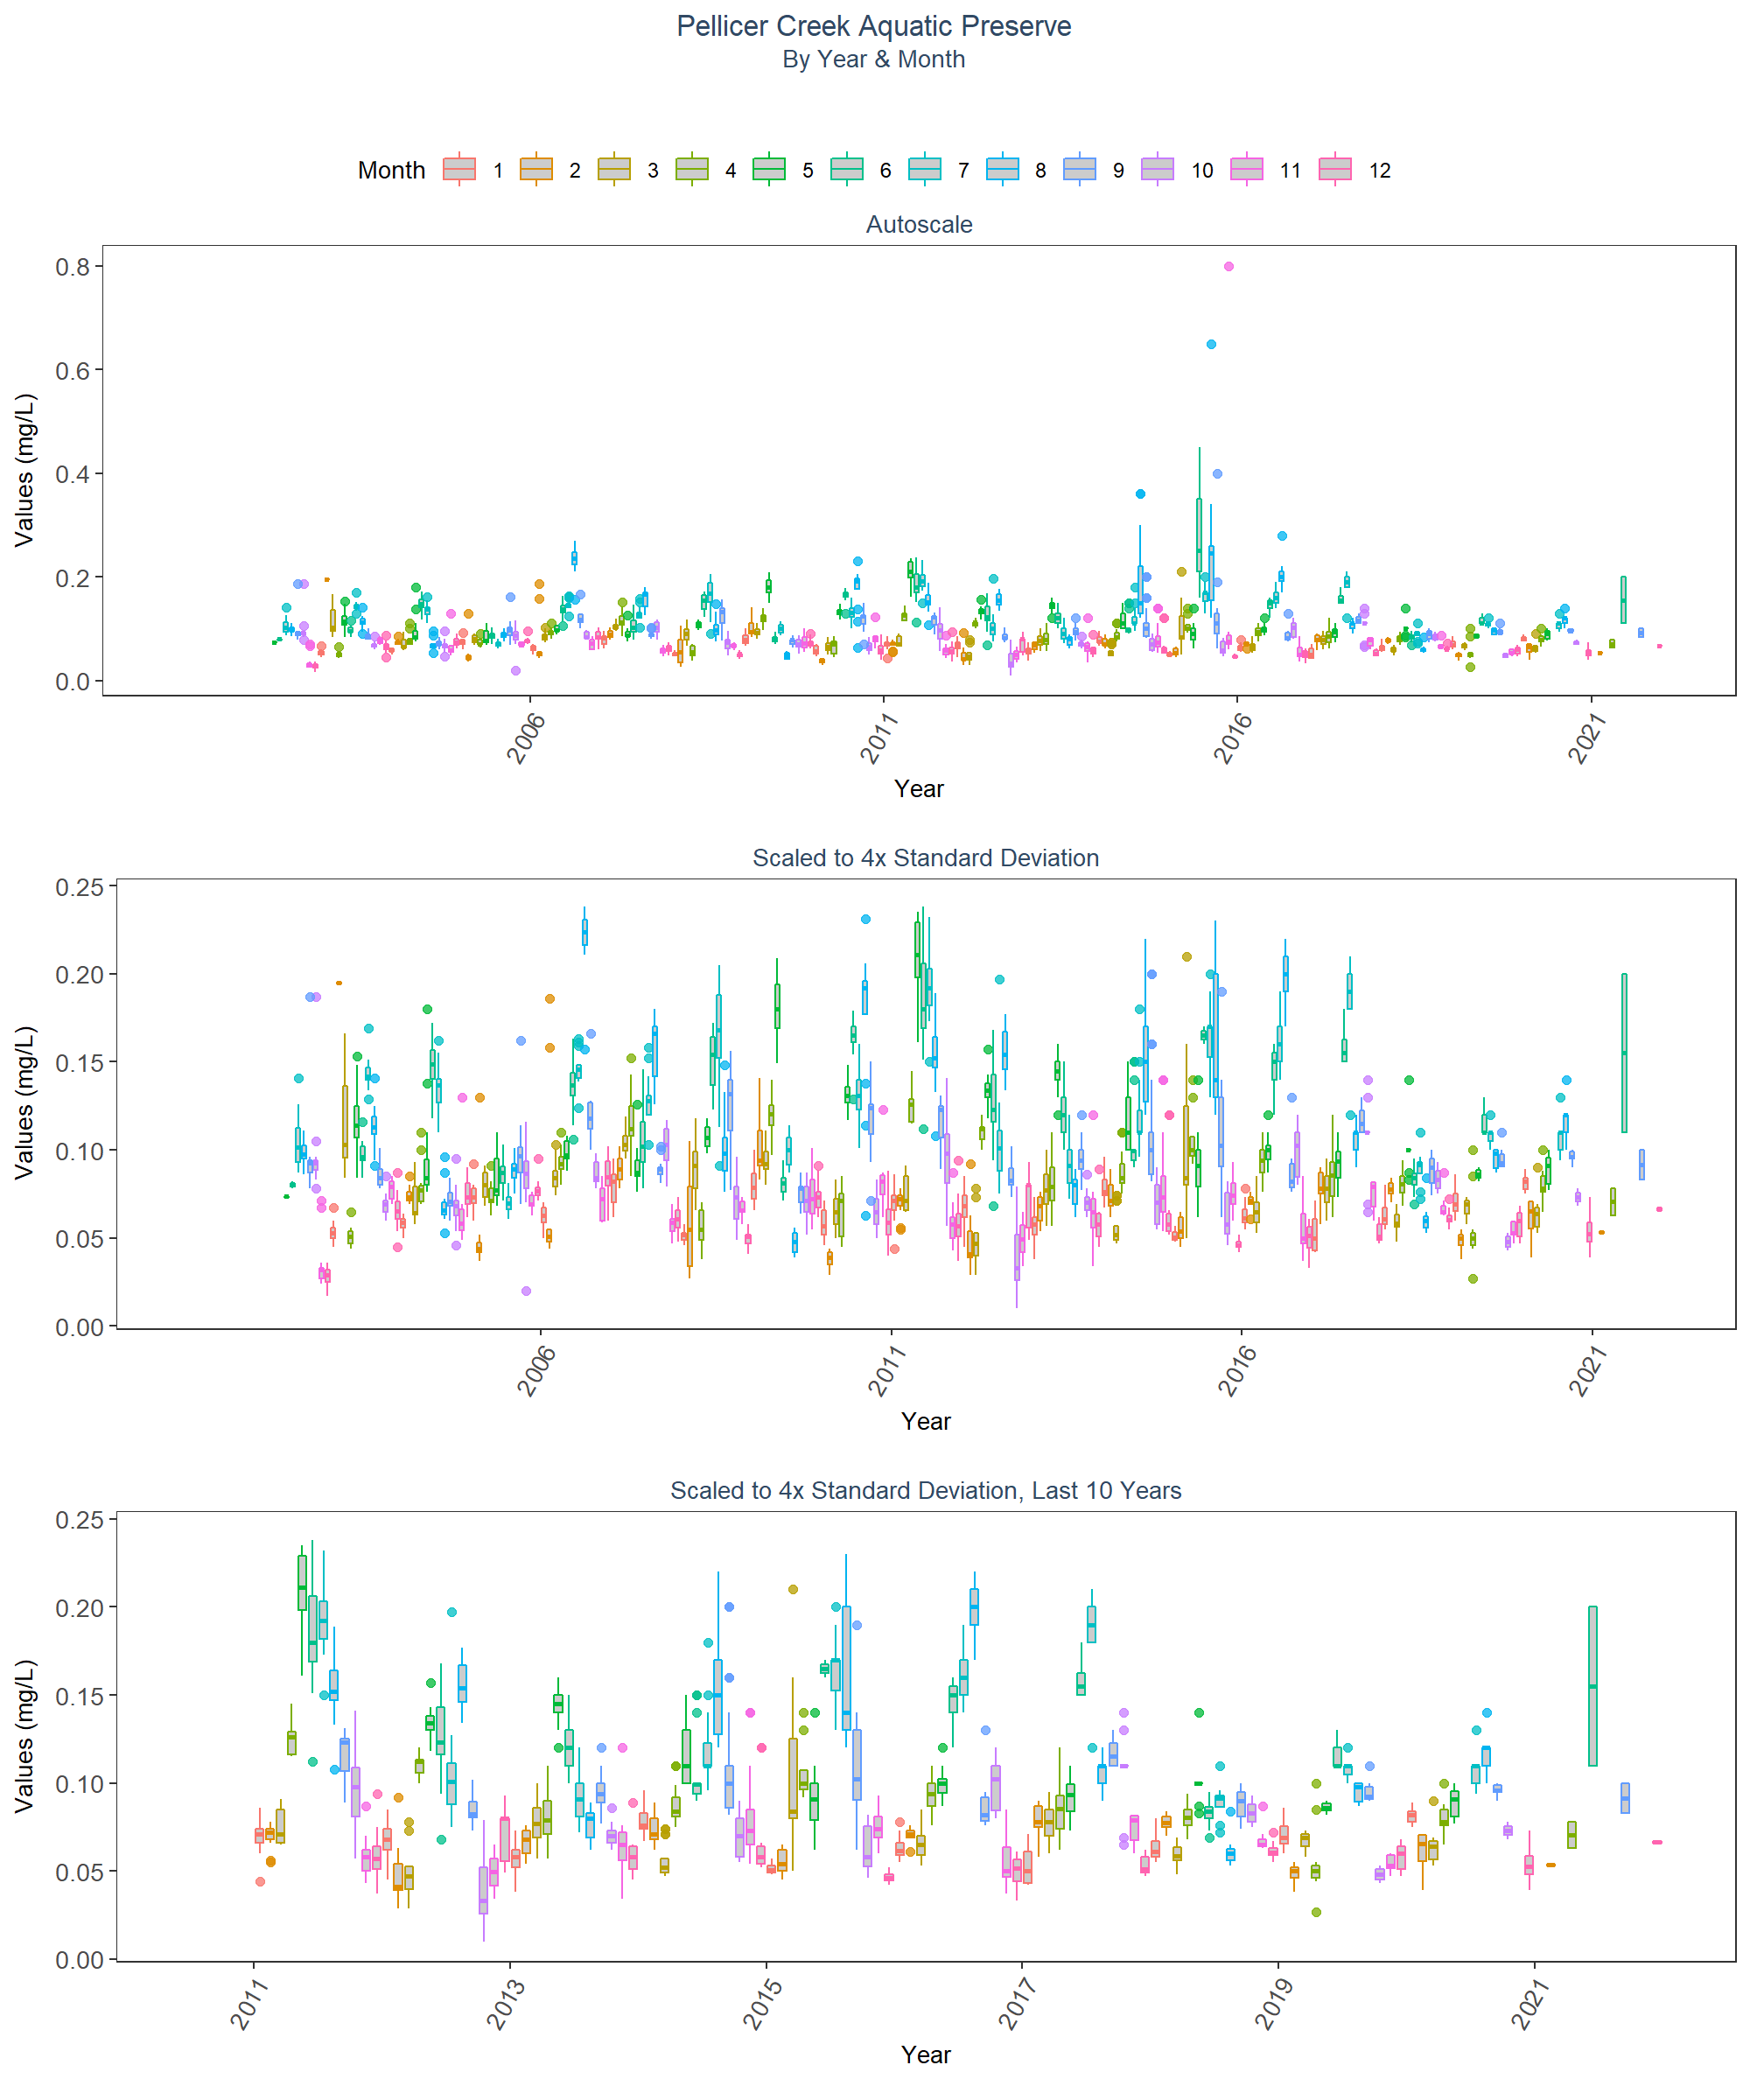 Pellicer Creek Aquatic Preserve
By Year & Month
Month 1 2 3 4 5 6 7 8 9 10 11 12
Autoscale
Values (mg/L)
0.8
0.6
0.4
0.2
0.0
2006 2011 2016 2021
Year
Scaled to 4x Standard Deviation
Values (mg/L)
0.25
0.20
0.15
0.10
0.05
0.00
2006 2011 2016 2021
Year
Scaled to 4x Standard Deviation, Last 10 Years
Values (mg/L)
0.25
0.20
0.15
0.10
0.05
0.00
2011 2013 2015 2017 2019 2021
Year